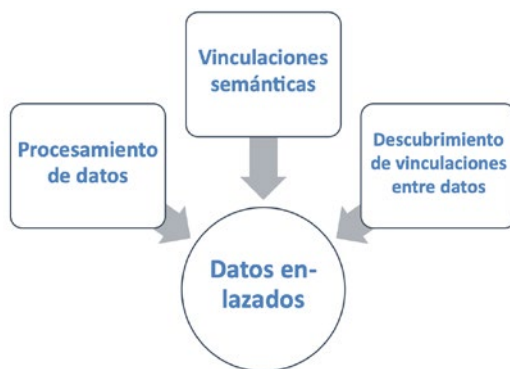 Vinculaciones
semánticas
Procesamiento
de datos
Descubrimiento
de vinculaciones
entre datos
Datos en-
lazados